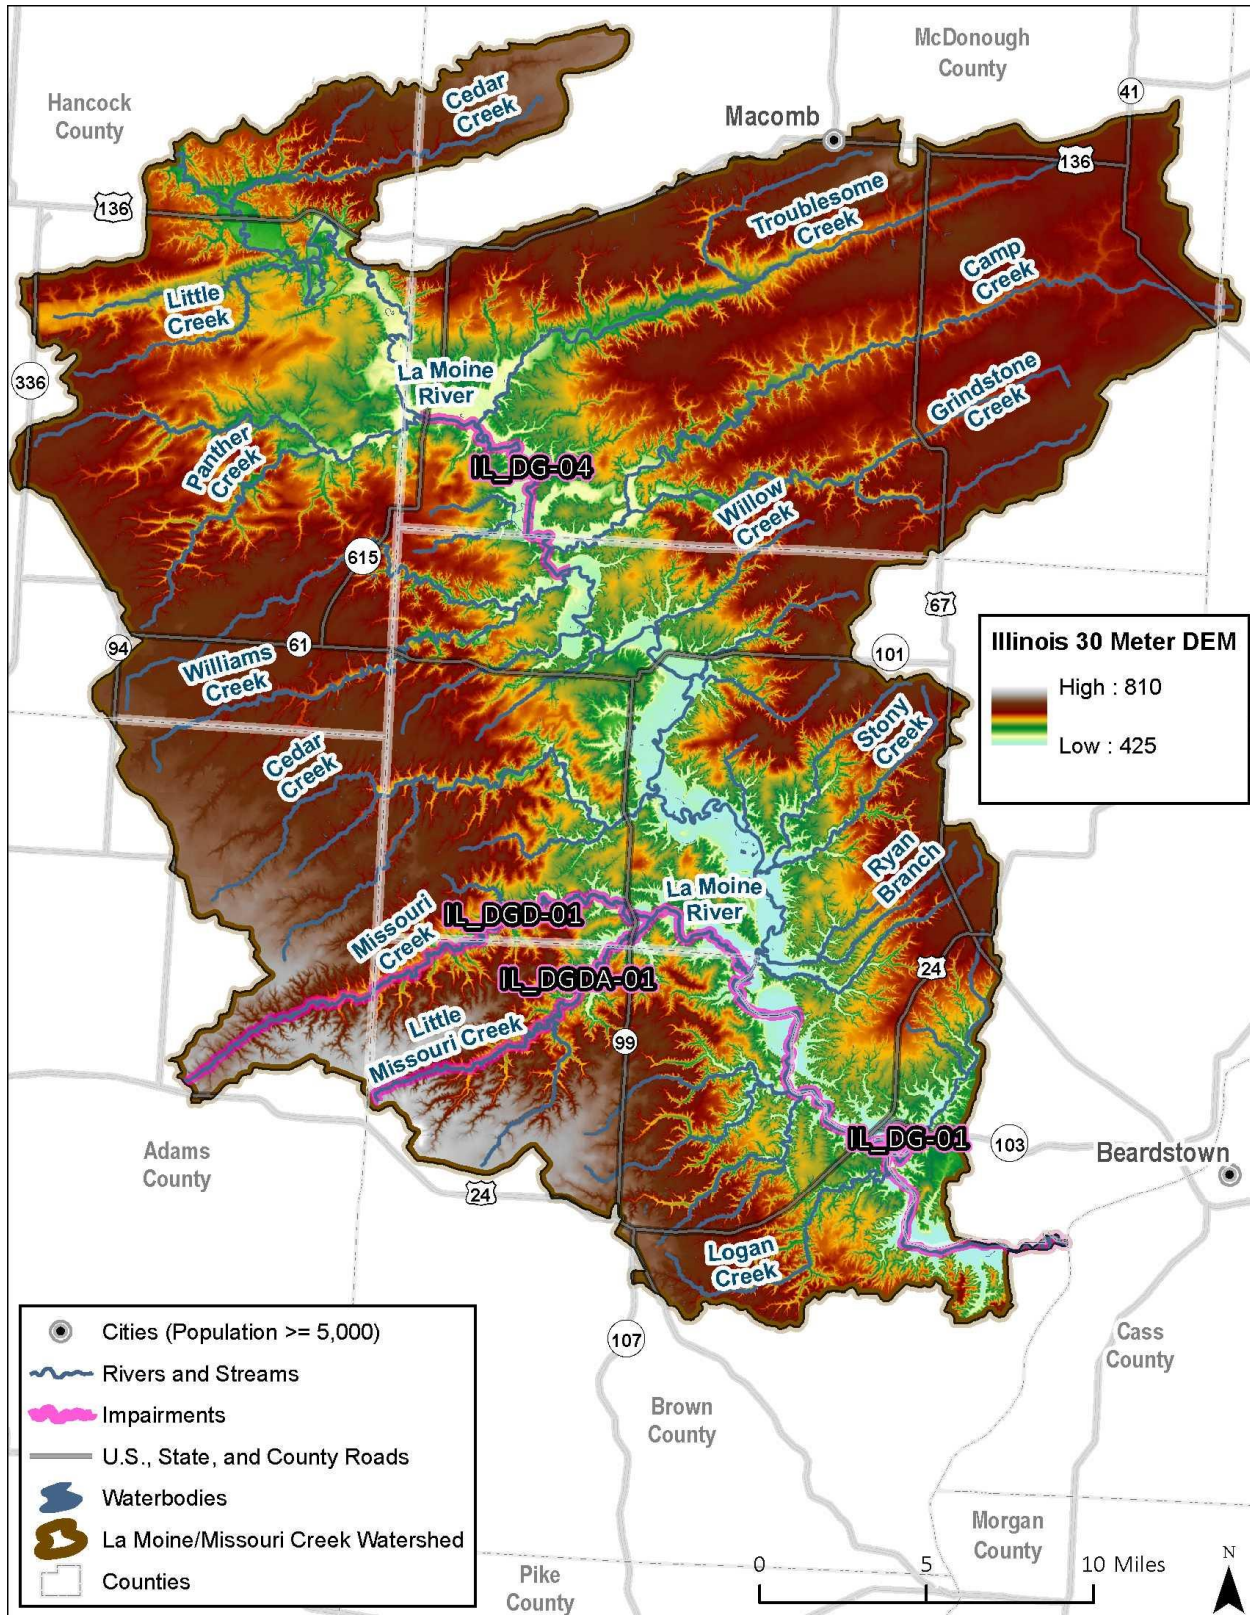 McDonough
County
Hancock
County
Cedar
Creek
41
Macomb
136
136
Troublesome
Creek
Camp
Creek
Little
Creek
336
La Moine
River
Grindstone
Creek
Panther
Creek
IL_DG-04
Willow
Creek
615
67
94
61
101
Williams
Creek
Illinois 30 Meter DEM
High : 810
Low : 425
Stony
Creek
Cedar
Creek
Ryan
Branch
La Moine
River
Missouri
Creek
IL_DGD-01
24
IL_DGDA-01
Little
Missouri Creek
99
IL_DG-01
103
Beardstown
Adams
County
24
Logan
Creek
107
Cass
County
Brown
County
Morgan
County
Pike
County
Cities (Population >= 5,000)
Rivers and Streams
Impairments
U.S., State, and County Roads
Waterbodies
La Moine/Missouri Creek Watershed
Counties
0 5 10 Miles
N